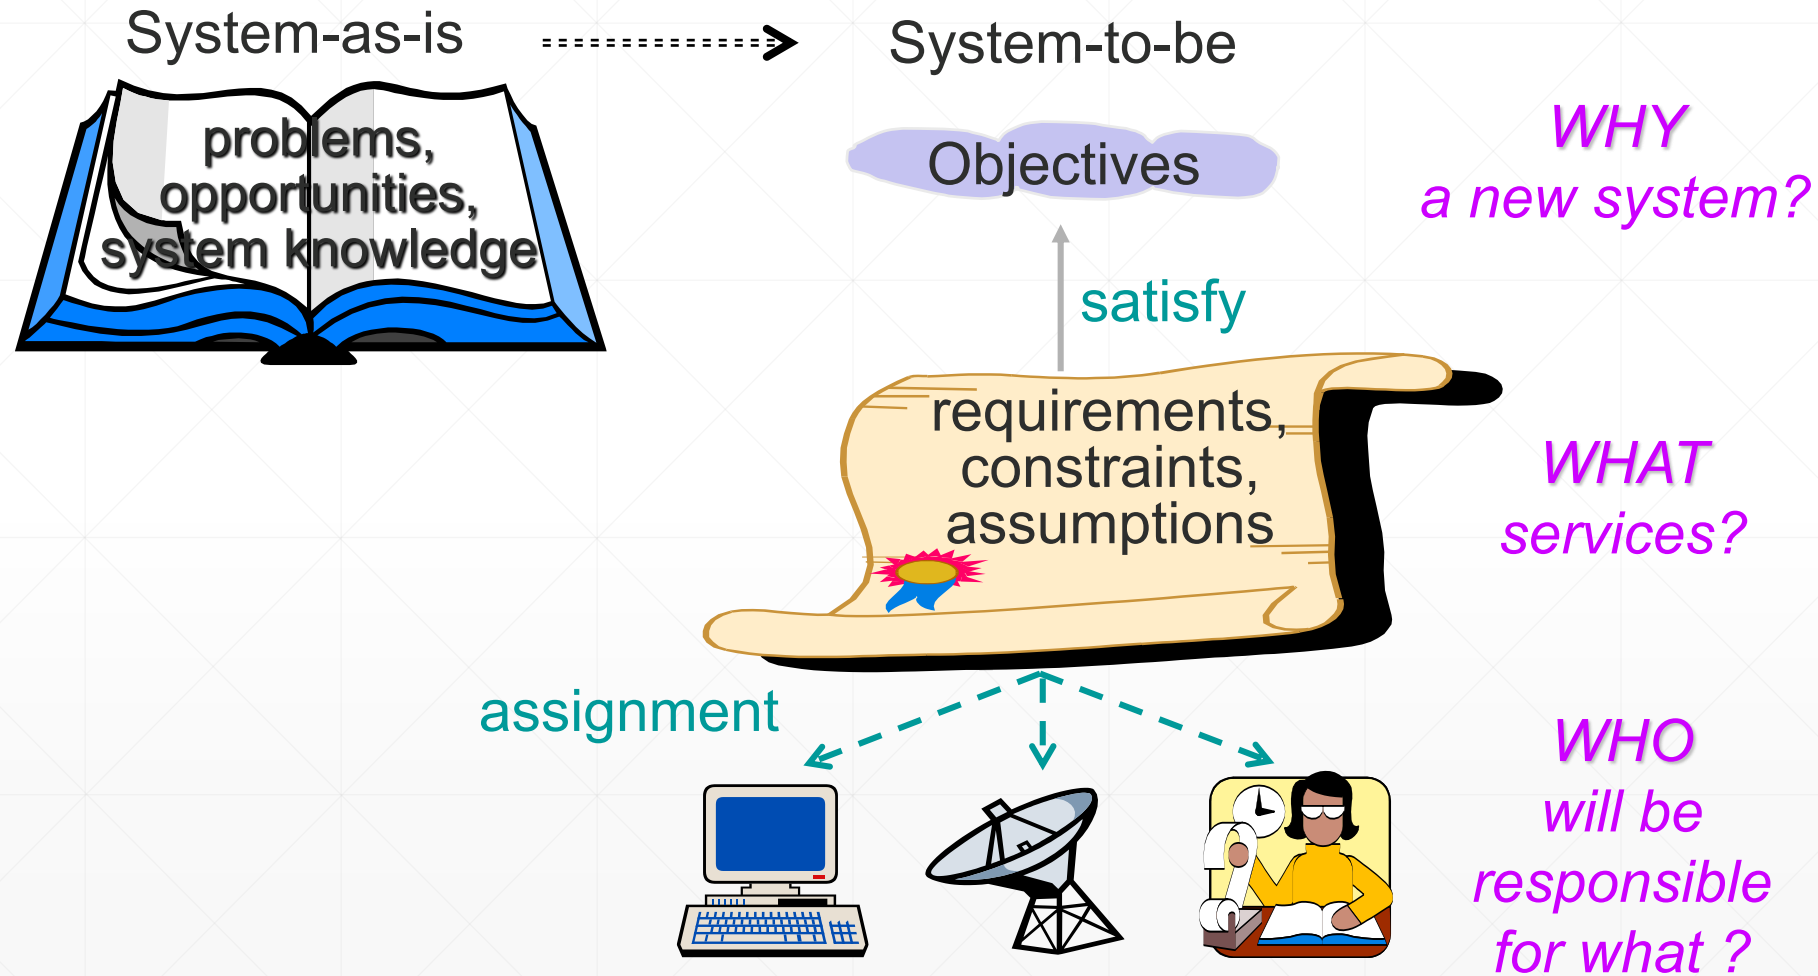 System-as-is
System-to-be
problems,
opportunities,
system knowledge
Objectives
WHY
a new system?
satisfy
requirements,
constraints,
assumptions
WHAT
services?
assignment
WHO
will be
responsible
for what ?